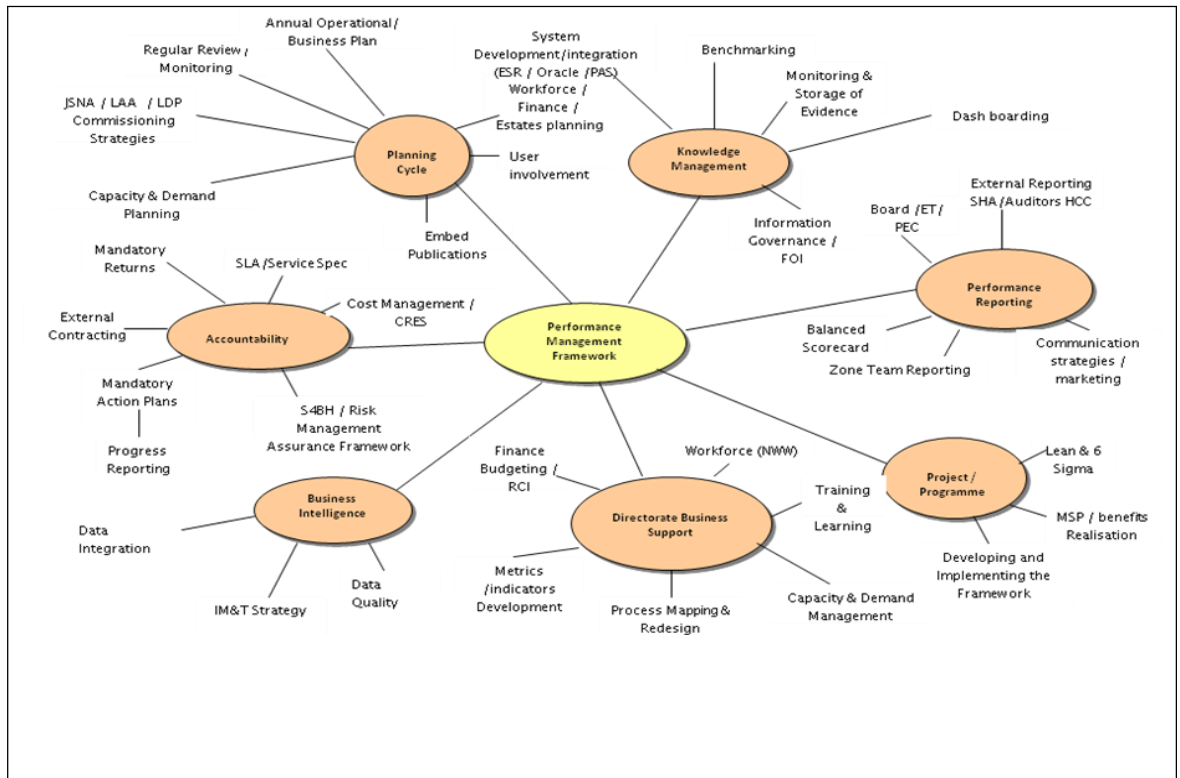 Annual Operational /
Business Plan
Regular Review /
Monitoring
JSNA / LAA / LDP
Commissioning
Strategies
Capacity & Demand
Planning
Planning
Cycle
System
Development/integration
(ESR / Oracle /PAS)
Workforce /
Finance /
Estates planning
User
involvement
Embed
Publications
Benchmarking
Monitoring &
Storage of
Evidence
Dash boarding
Knowledge
Management
Information
Governance /
FOI
Board /ET/
PEC
External Reporting
SHA /Auditors HCC
Performance
Reporting
Balanced
Scorecard
Zone Team Reporting
Communication
strategies /
marketing
Mandatory
Returns
SLA /Service Spec
External
Contracting
Cost Management /
CRES
Accountability
Mandatory
Action Plans
Progress
Reporting
S4BH / Risk
Management
Assurance Framework
Performance
Management
Framework
Business
Intelligence
Data
Integration
IM&T Strategy
Data
Quality
Finance
Budgeting /
RCI
Workforce (NWW)
Training
&
Learning
Directorate Business
Support
Metrics
/indicators
Development
Process Mapping &
Redesign
Capacity & Demand
Management
Project /
Programme
Lean & 6
Sigma
MSP / benefits
Realisation
Developing and
Implementing the
Framework